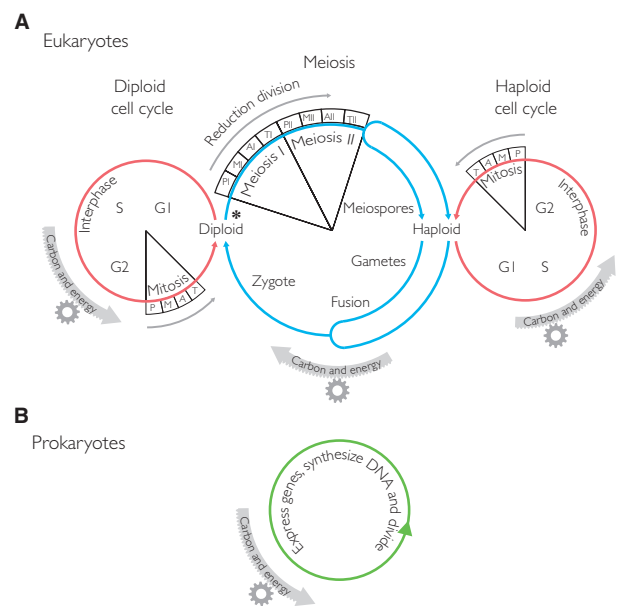 A
Eukaryotes
Diploid
cell cycle
Meiosis
Haploid
cell cycle
Reduction division
PI MI AI TI PII MII AII TII
Meiosis I Meiosis II
T A M P
Mitosis
Interphase
S G1
G2
Mitosis
P M A T
Diploid
*
Meiospores
Haploid
G2
Interphase
G1 S
Gametes
Zygote
Fusion
Carbon and energy
Carbon and energy
Carbon and energy
B
Prokaryotes
Express genes, synthesize DNA and divide
Carbon and energy